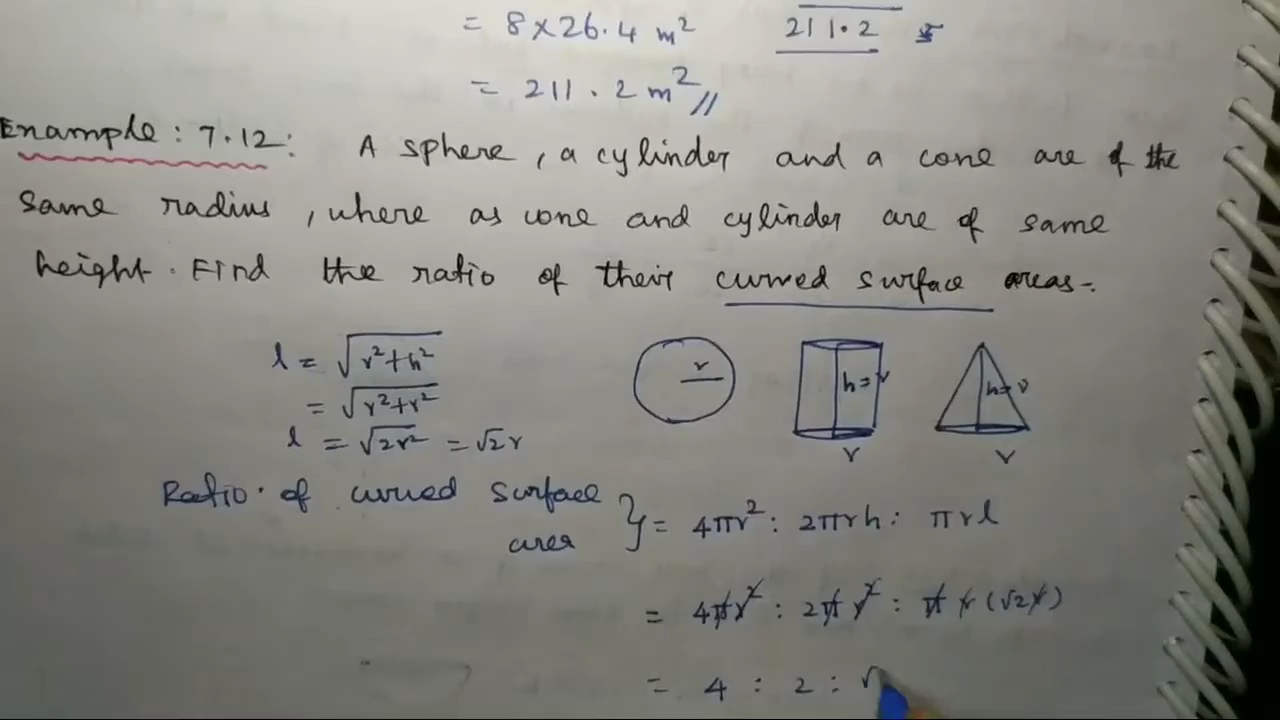 = 8×26.4 m² 211.2
= 211.2 m²//
Example: 7.12: A sphere, a cylinder and a cone are of the
same radius, where as cone and cylinder are of same
height. Find the ratio of their curved surface areas.
l = √r²+h²
= √r²+r²
l = √2r² = √2r
r
h=r
r
h=r
r
Ratio of curved surface
area } = 4πr² : 2πrh : πrl
= 4πr² : 2πr² : πr(√2r)
= 4 : 2 : √